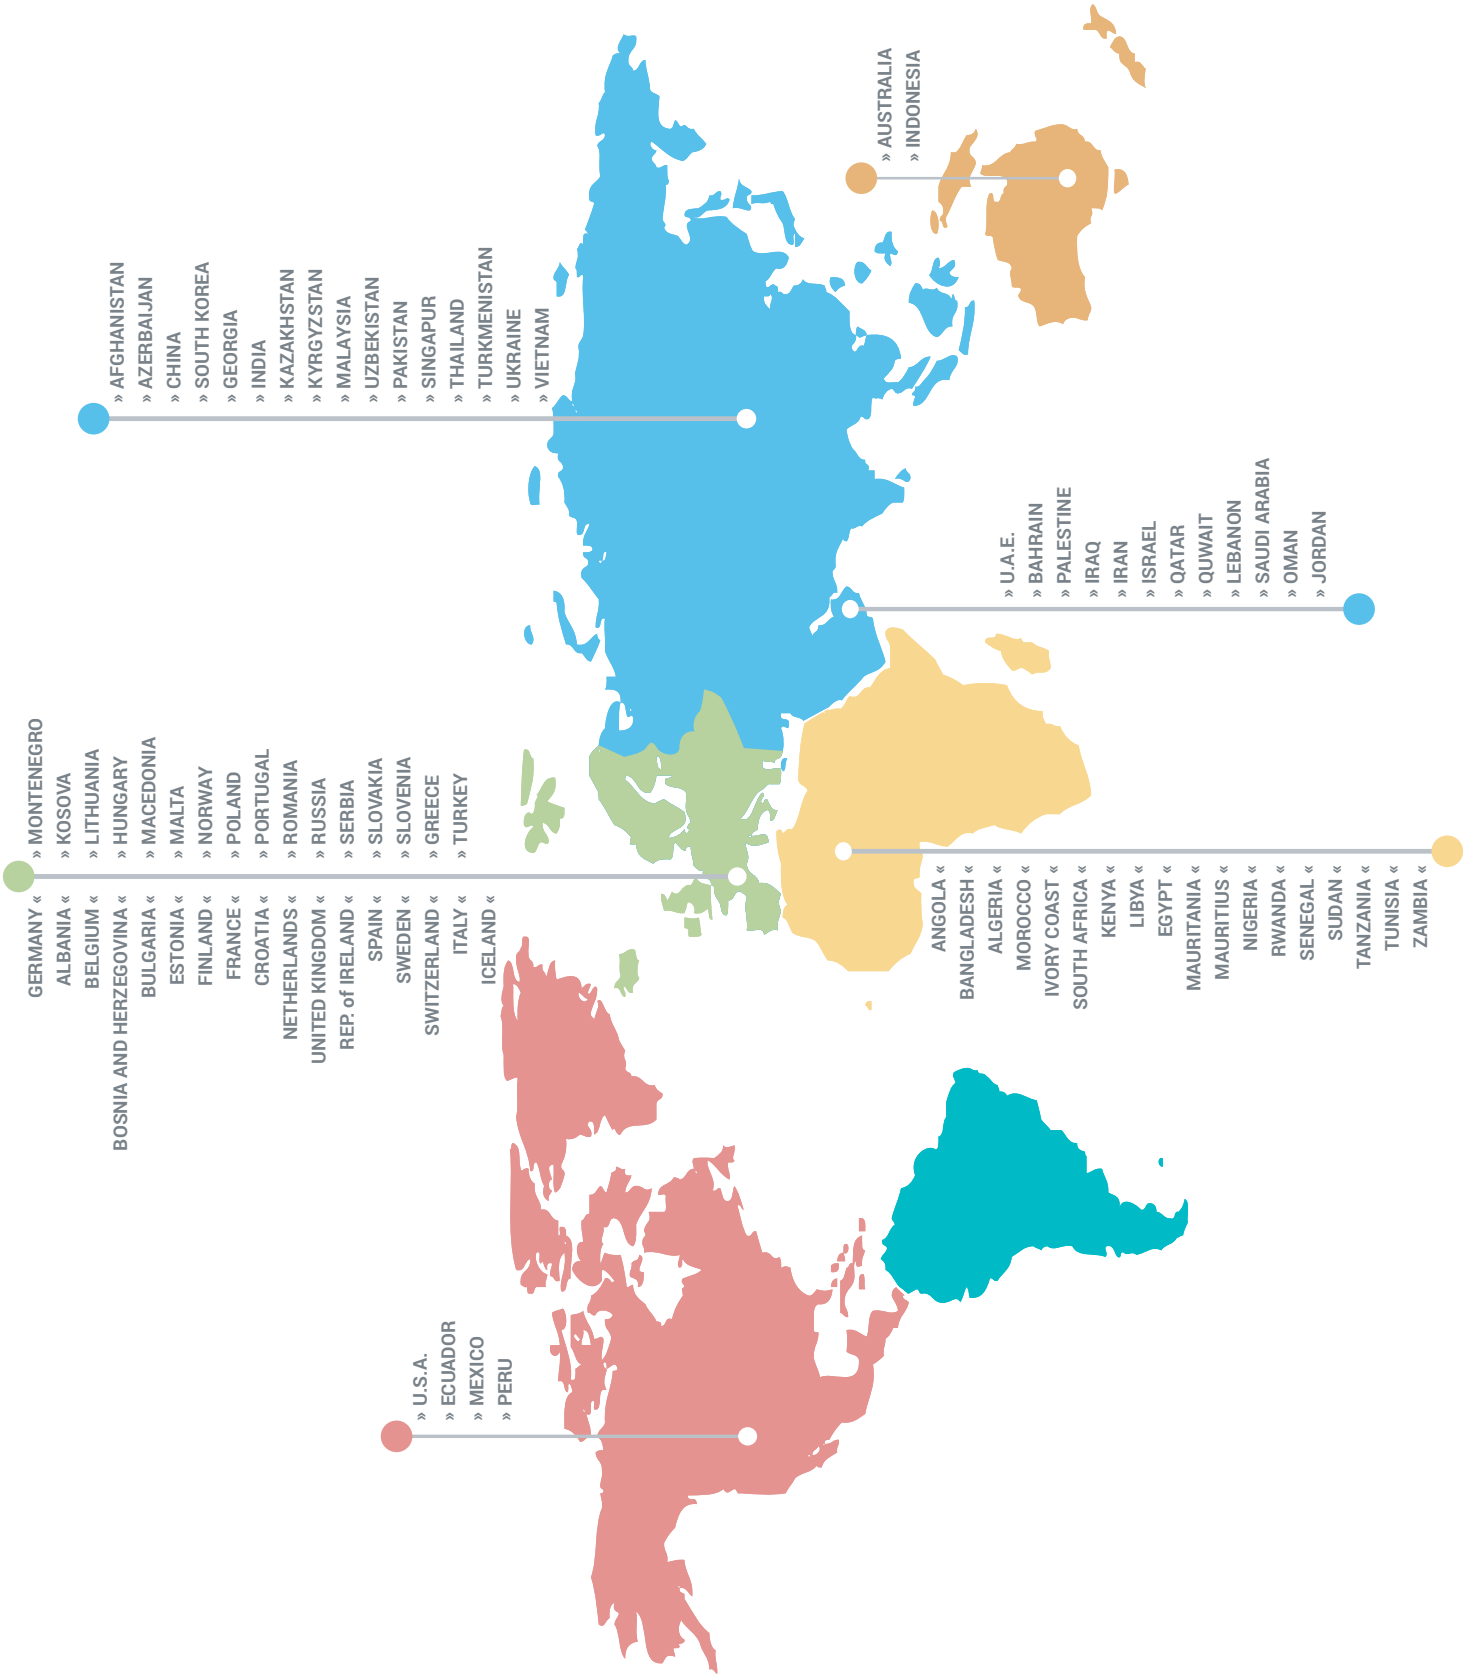 » U.S.A.
» ECUADOR
» MEXICO
» PERU
GERMANY «
ALBANIA «
BELGIUM «
BOSNIA AND HERZEGOVINA «
BULGARIA «
ESTONIA «
FINLAND «
FRANCE «
CROATIA «
NETHERLANDS «
UNITED KINGDOM «
REP. of IRELAND «
SPAIN «
SWEDEN «
SWITZERLAND «
ITALY «
ICELAND «
» MONTENEGRO
» KOSOVA
» LITHUANIA
» HUNGARY
» MACEDONIA
» MALTA
» NORWAY
» POLAND
» PORTUGAL
» ROMANIA
» RUSSIA
» SERBIA
» SLOVAKIA
» SLOVENIA
» GREECE
» TURKEY
» AFGHANISTAN
» AZERBAIJAN
» CHINA
» SOUTH KOREA
» GEORGIA
» INDIA
» KAZAKHSTAN
» KYRGYZSTAN
» MALAYSIA
» UZBEKISTAN
» PAKISTAN
» SINGAPUR
» THAILAND
» TURKMENISTAN
» UKRAINE
» VIETNAM
» AUSTRALIA
» INDONESIA
ANGOLA «
BANGLADESH «
ALGERIA «
MOROCCO «
IVORY COAST «
SOUTH AFRICA «
KENYA «
LIBYA «
EGYPT «
MAURITANIA «
MAURITIUS «
NIGERIA «
RWANDA «
SENEGAL «
SUDAN «
TANZANIA «
TUNISIA «
ZAMBIA «
» U.A.E.
» BAHRAIN
» PALESTINE
» IRAQ
» IRAN
» ISRAEL
» QATAR
» QUWAIT
» LEBANON
» SAUDI ARABIA
» OMAN
» JORDAN